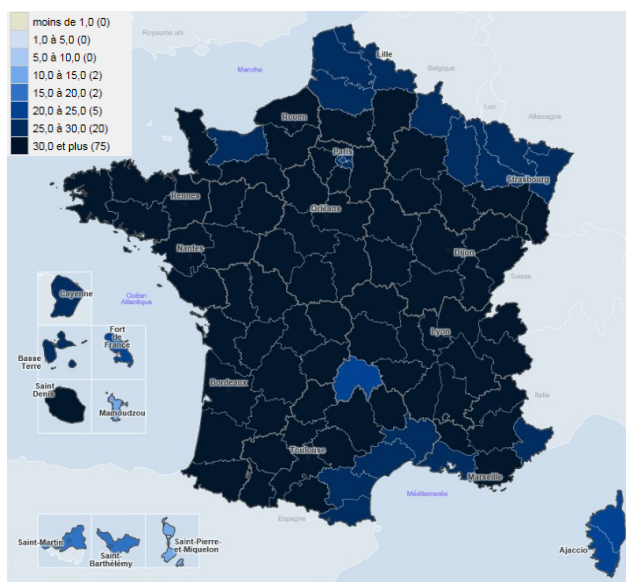 moins de 1,0 (0)
1,0 à 5,0 (0)
5,0 à 10,0 (0)
10,0 à 15,0 (2)
15,0 à 20,0 (2)
20,0 à 25,0 (5)
25,0 à 30,0 (20)
30,0 et plus (75)
Royaume uni
Manche
Lille
Belgique
Lux.
Allemagne
Rouen
Paris
Strasbourg
Rennes
Orléans
Nantes
Dijon
Suisse
Cayenne
Océan
Atlantique
Fort
de
France
Basse
Terre
Lyon
Saint
Denis
Mamoudzou
Bordeaux
Italie
Toulouse
Marseille
Méditerranée
Espagne
Saint-Martin
Saint-
Barthélémy
Saint-Pierre-
et-Miquelon
Ajaccio